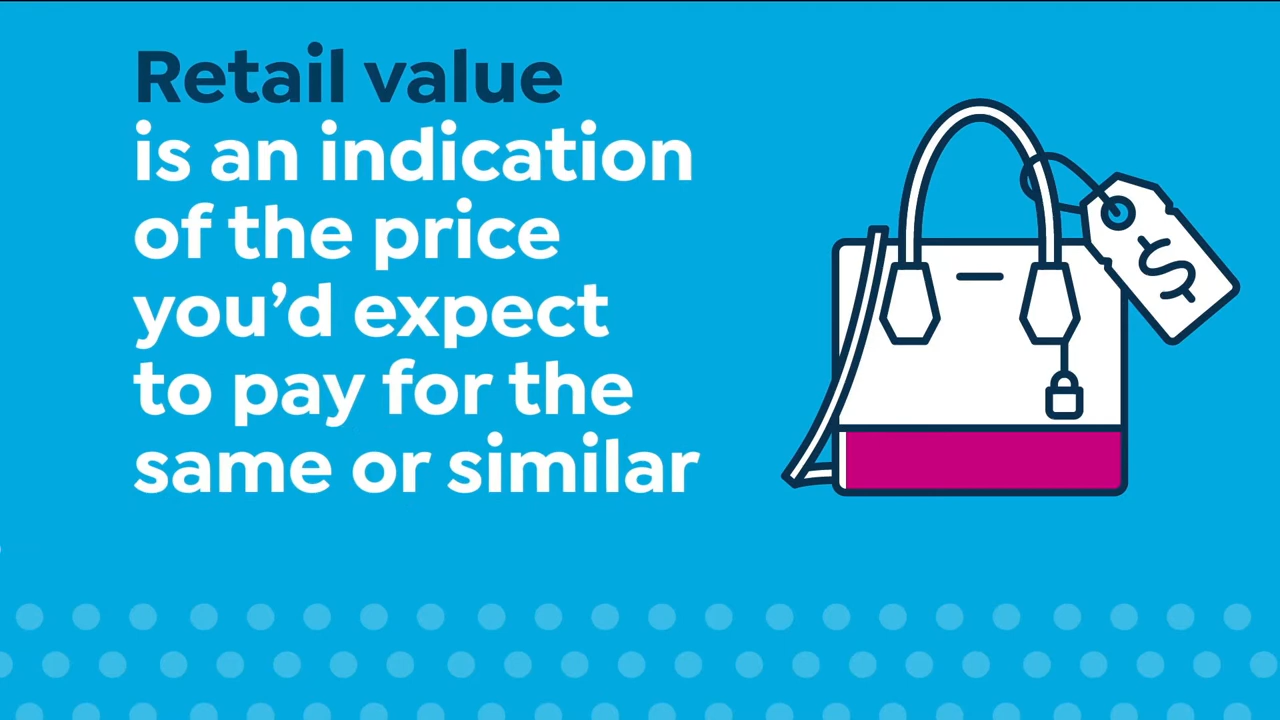 Retail value
is an indication
of the price
you’d expect
to pay for the
same or similar
$